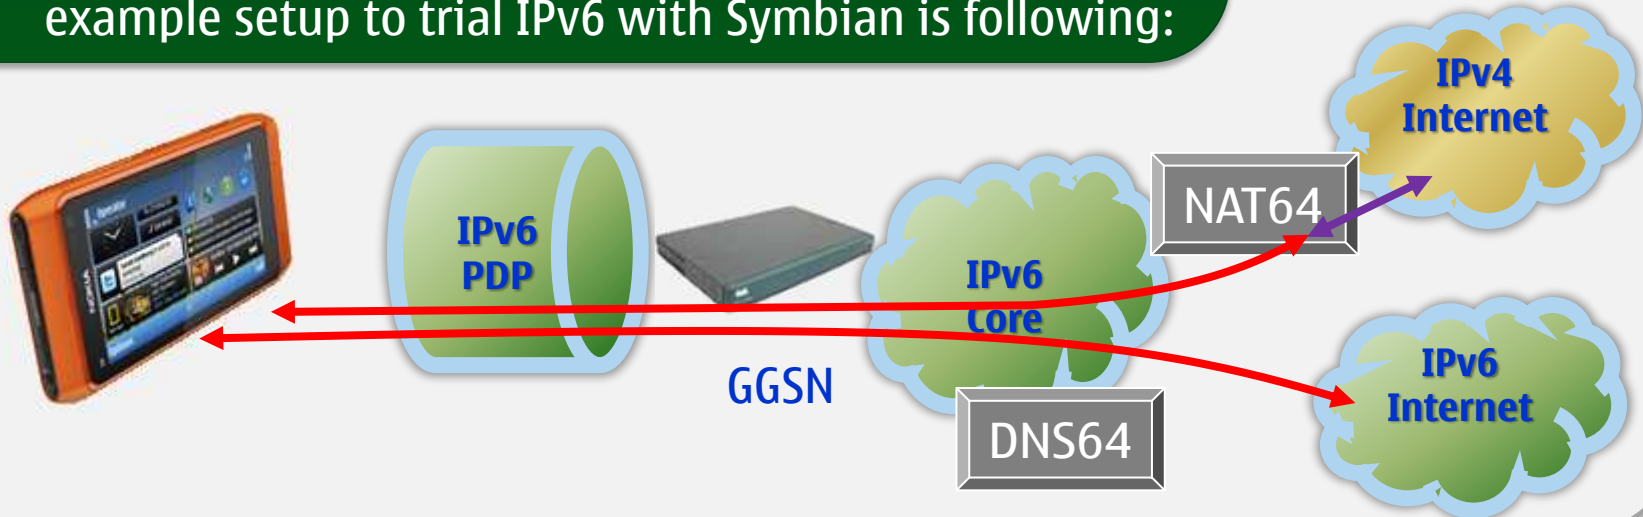 example setup to trial IPv6 with Symbian is following:
IPv4
Internet
NAT64
IPv6
PDP
IPv6
Core
GGSN
DNS64
IPv6
Internet
NOKIA